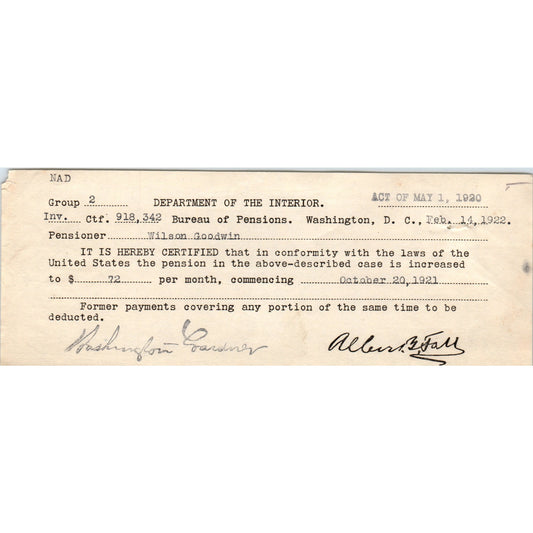 NAD
Group 2 DEPARTMENT OF THE INTERIOR. ACT OF MAY 1, 1920
Inv. Ctf. 918,342 Bureau of Pensions. Washington, D. C., Feb. 14, 1922.
Pensioner Wilson Goodwin
IT IS HEREBY CERTIFIED that in conformity with the laws of the
United States the pension in the above-described case is increased
to $ 72 per month, commencing October 20, 1921
Former payments covering any portion of the same time to be
deducted.
Washington Gardner Albert B. Fall